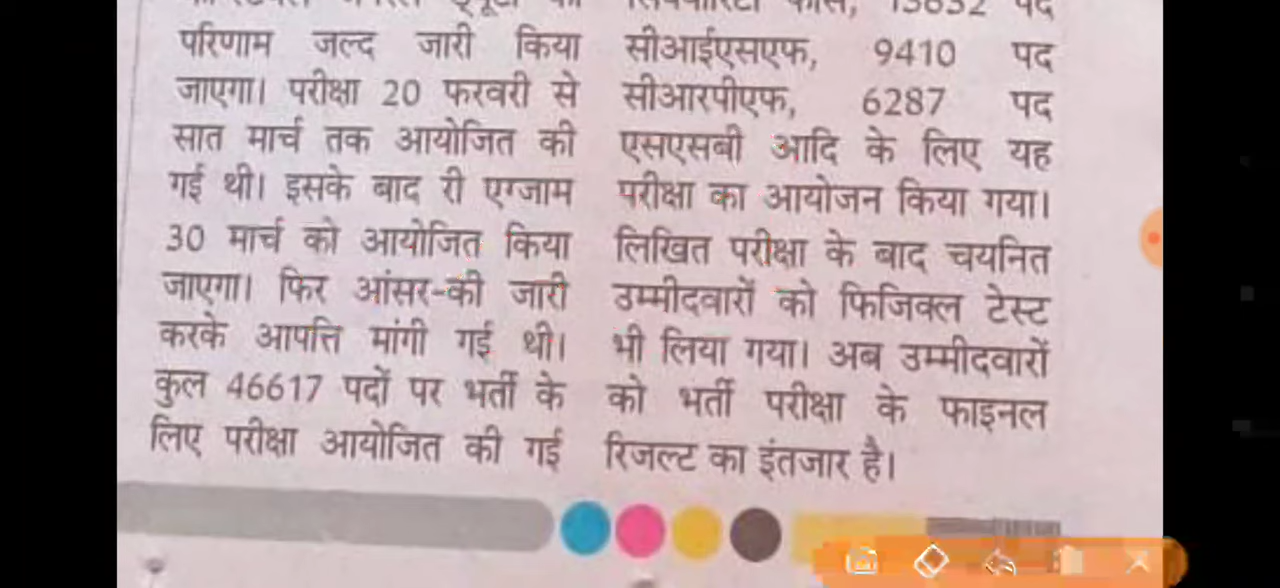 परिणाम जल्द जारी किया
जाएगा। परीक्षा 20 फरवरी से
सात मार्च तक आयोजित की
गई थी। इसके बाद री एग्जाम
30 मार्च को आयोजित किया
जाएगा। फिर आंसर-की जारी
करके आपत्ति मांगी गई थी।
कुल 46617 पदों पर भर्ती के
लिए परीक्षा आयोजित की गई
सीआईएसएफ, 9410 पद
सीआरपीएफ, 6287 पद
एसएसबी आदि के लिए यह
परीक्षा का आयोजन किया गया।
लिखित परीक्षा के बाद चयनित
उम्मीदवारों को फिजिक्ल टेस्ट
भी लिया गया। अब उम्मीदवारों
को भर्ती परीक्षा के फाइनल
रिजल्ट का इंतजार है।